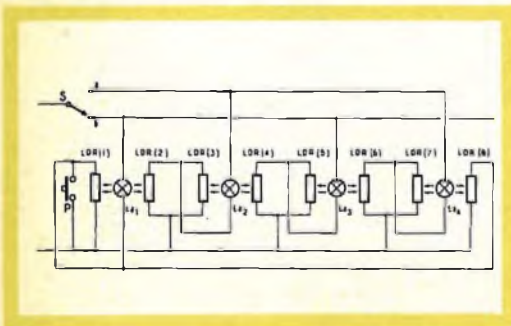 S
LDR(1) LDR(2) LDR(3) LDR(4) LDR(5) LDR(6) LDR(7) LDR(8)
P
La₁ La₂ La₃ La₄